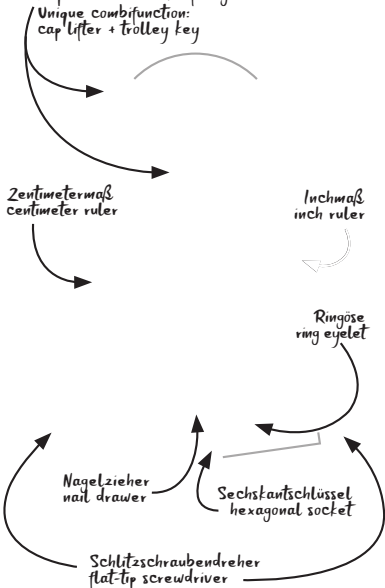 Unique combifunction:
cap lifter + trolley key
Zentimetermaß
centimeter ruler
Inchmaß
inch ruler
Ringöse
ring eyelet
Nagelzieher
nail drawer
Sechskantschlüssel
hexagonal socket
Schlitzschraubendreher
flat-tip screwdriver